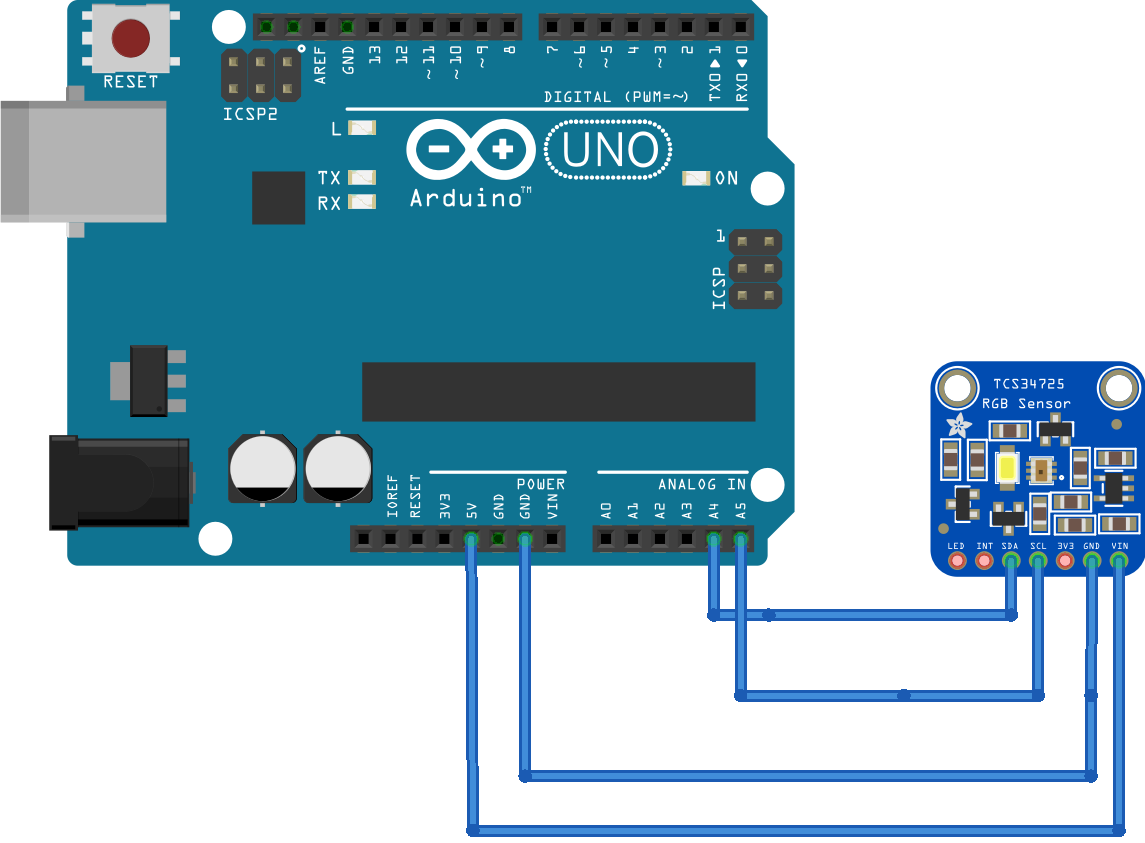 RESET
ICSP2
AREF
GND
13
12
~11
~10
~9
8
7
~6
~5
4
~3
2
TX0▶1
RX0◀0
DIGITAL (PWM=~)
L
TX
RX
Arduino™
UNO
ON
1
ICSP
IOREF
RESET
3V3
5V
GND
GND
VIN
POWER
A0
A1
A2
A3
A4
A5
ANALOG IN
TCS34725
RGB Sensor
LED INT SDA SCL 3V3 GND VIN